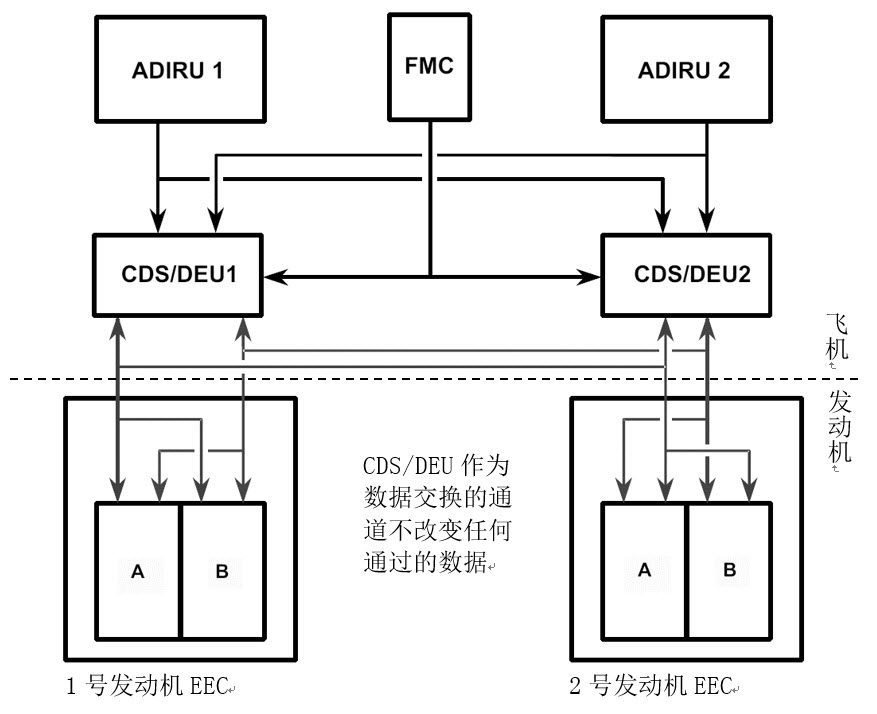 ADIRU 1
FMC
ADIRU 2
CDS/DEU1
CDS/DEU2
飞
机
发
动
机
CDS/DEU 作为
数据交换的通
道不改变任何
通过的数据
A
B
A
B
1 号发动机 EEC
2 号发动机 EEC